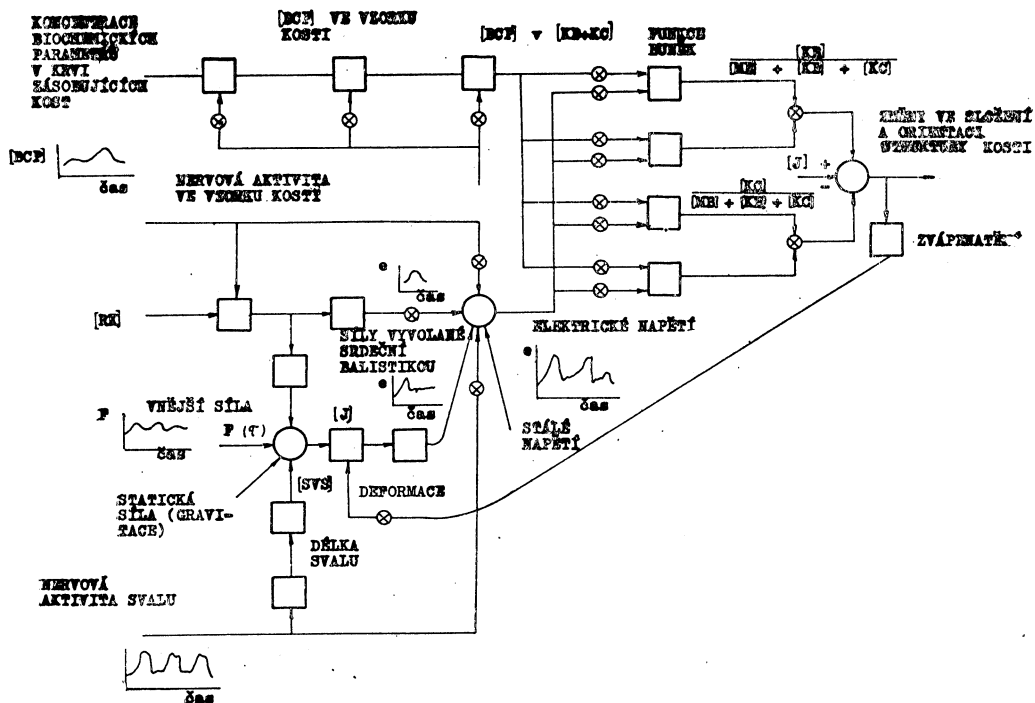 KONCENTRACE
BIOCHEMICKÝCH
PARAMETRŮ
V KRVI
ZÁSOBUJÍCÍCH
KOST
[BCP] VE VZORKU
KOSTI
[BCP] v [KB+KC]
FUNKCE
BUNĚK
[KB]
[MB] + [KB] + [KC]
ZMĚNY VE SLOŽENÍ
A ORIENTACI
STRUKTURY KOSTI
[J] +
-
[BCP]
čas
NERVOVÁ AKTIVITA
VE VZORKU KOSTI
[KC]
[MB] + [KB] + [KC]
ZVÁPENATĚ
e
čas
[RX]
SÍLY VYVOLANÉ
SRDEČNÍ
BALISTIKOU
ELEKTRICKÉ NAPĚTÍ
e
čas
e
čas
VNĚJŠÍ SÍLA
F
čas
F (τ)
[J]
STÁLÉ
NAPĚTÍ
[SVS]
DEFORMACE
STATICKÁ
SÍLA (GRAVI-
TACE)
DÉLKA
SVALU
NERVOVÁ
AKTIVITA SVALU
čas